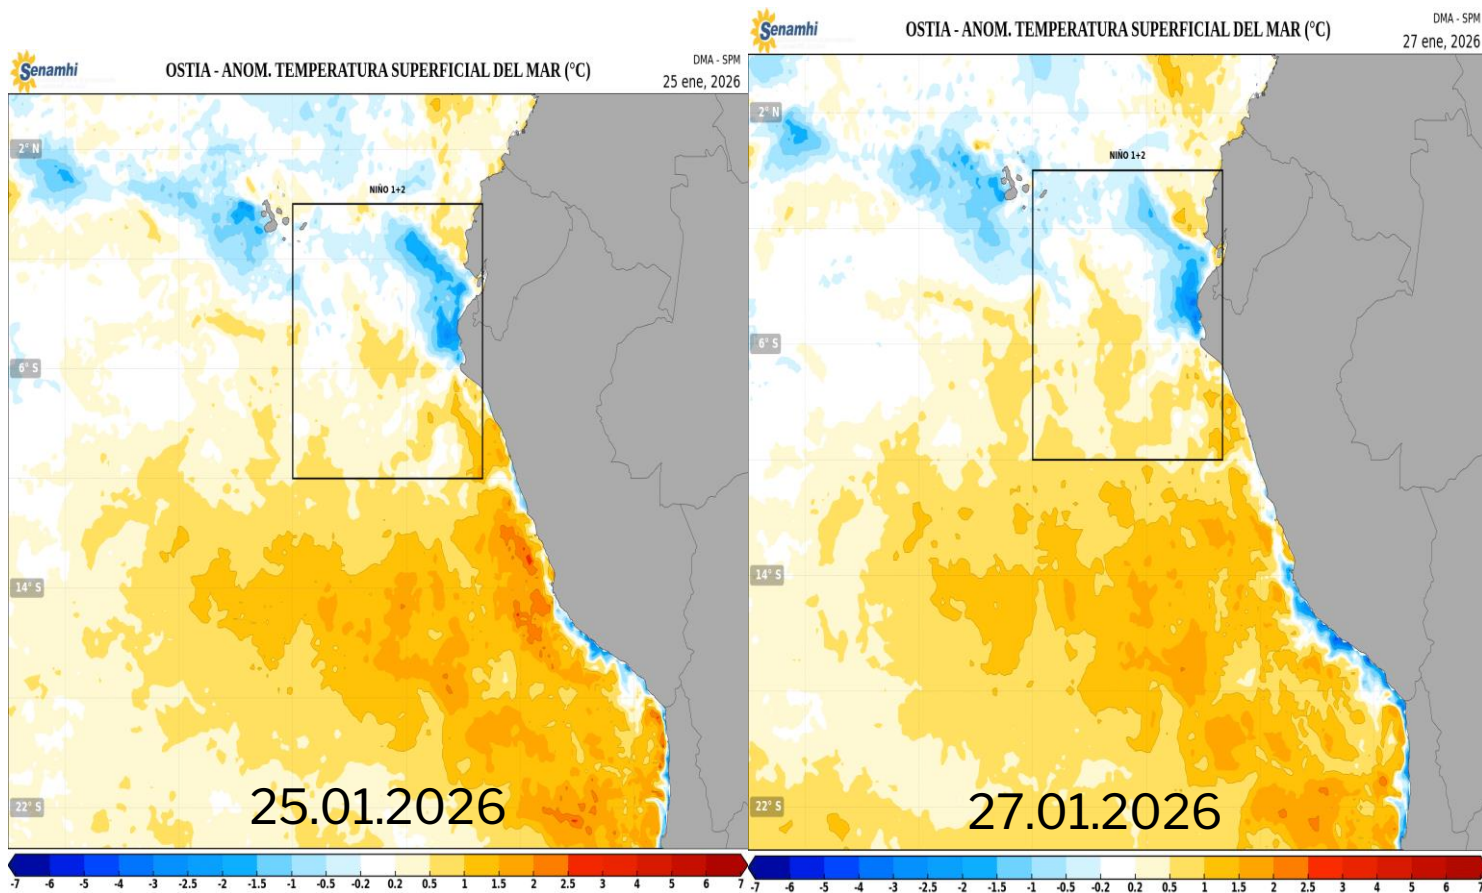 Senamhi
OSTIA - ANOM. TEMPERATURA SUPERFICIAL DEL MAR (°C)
DMA - SPM
25 ene, 2026
2° N
NIÑO 1+2
6° S
14° S
22° S
25.01.2026
-7 -6 -5 -4 -3 -2.5 -2 -1.5 -1 -0.5 -0.2 0.2 0.5 1 1.5 2 2.5 3 4 5 6 7
Senamhi
OSTIA - ANOM. TEMPERATURA SUPERFICIAL DEL MAR (°C)
DMA - SPM
27 ene, 2026
2° N
NIÑO 1+2
6° S
14° S
22° S
27.01.2026
-7 -6 -5 -4 -3 -2.5 -2 -1.5 -1 -0.5 -0.2 0.2 0.5 1 1.5 2 2.5 3 4 5 6 7